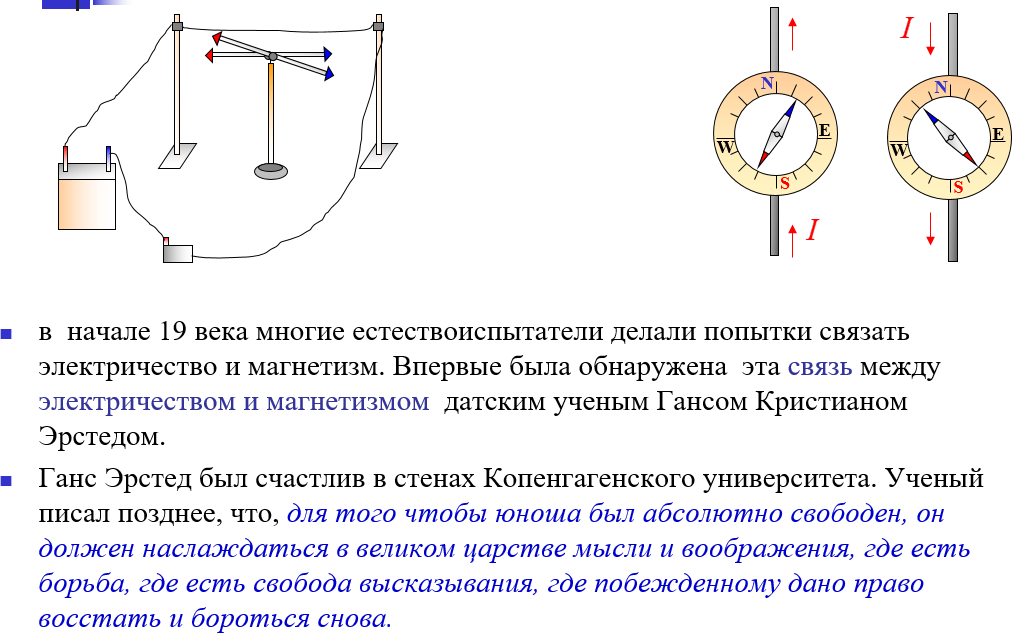 I
N
E
W
S
I
N
E
W
S
в начале 19 века многие естествоиспытатели делали попытки связать
электричество и магнетизм. Впервые была обнаружена эта связь между
электричеством и магнетизмом датским ученым Гансом Кристианом
Эрстедом.
Ганс Эрстед был счастлив в стенах Копенгагенского университета. Ученый
писал позднее, что, для того чтобы юноша был абсолютно свободен, он
должен наслаждаться в великом царстве мысли и воображения, где есть
борьба, где есть свобода высказывания, где побежденному дано право
восстать и бороться снова.